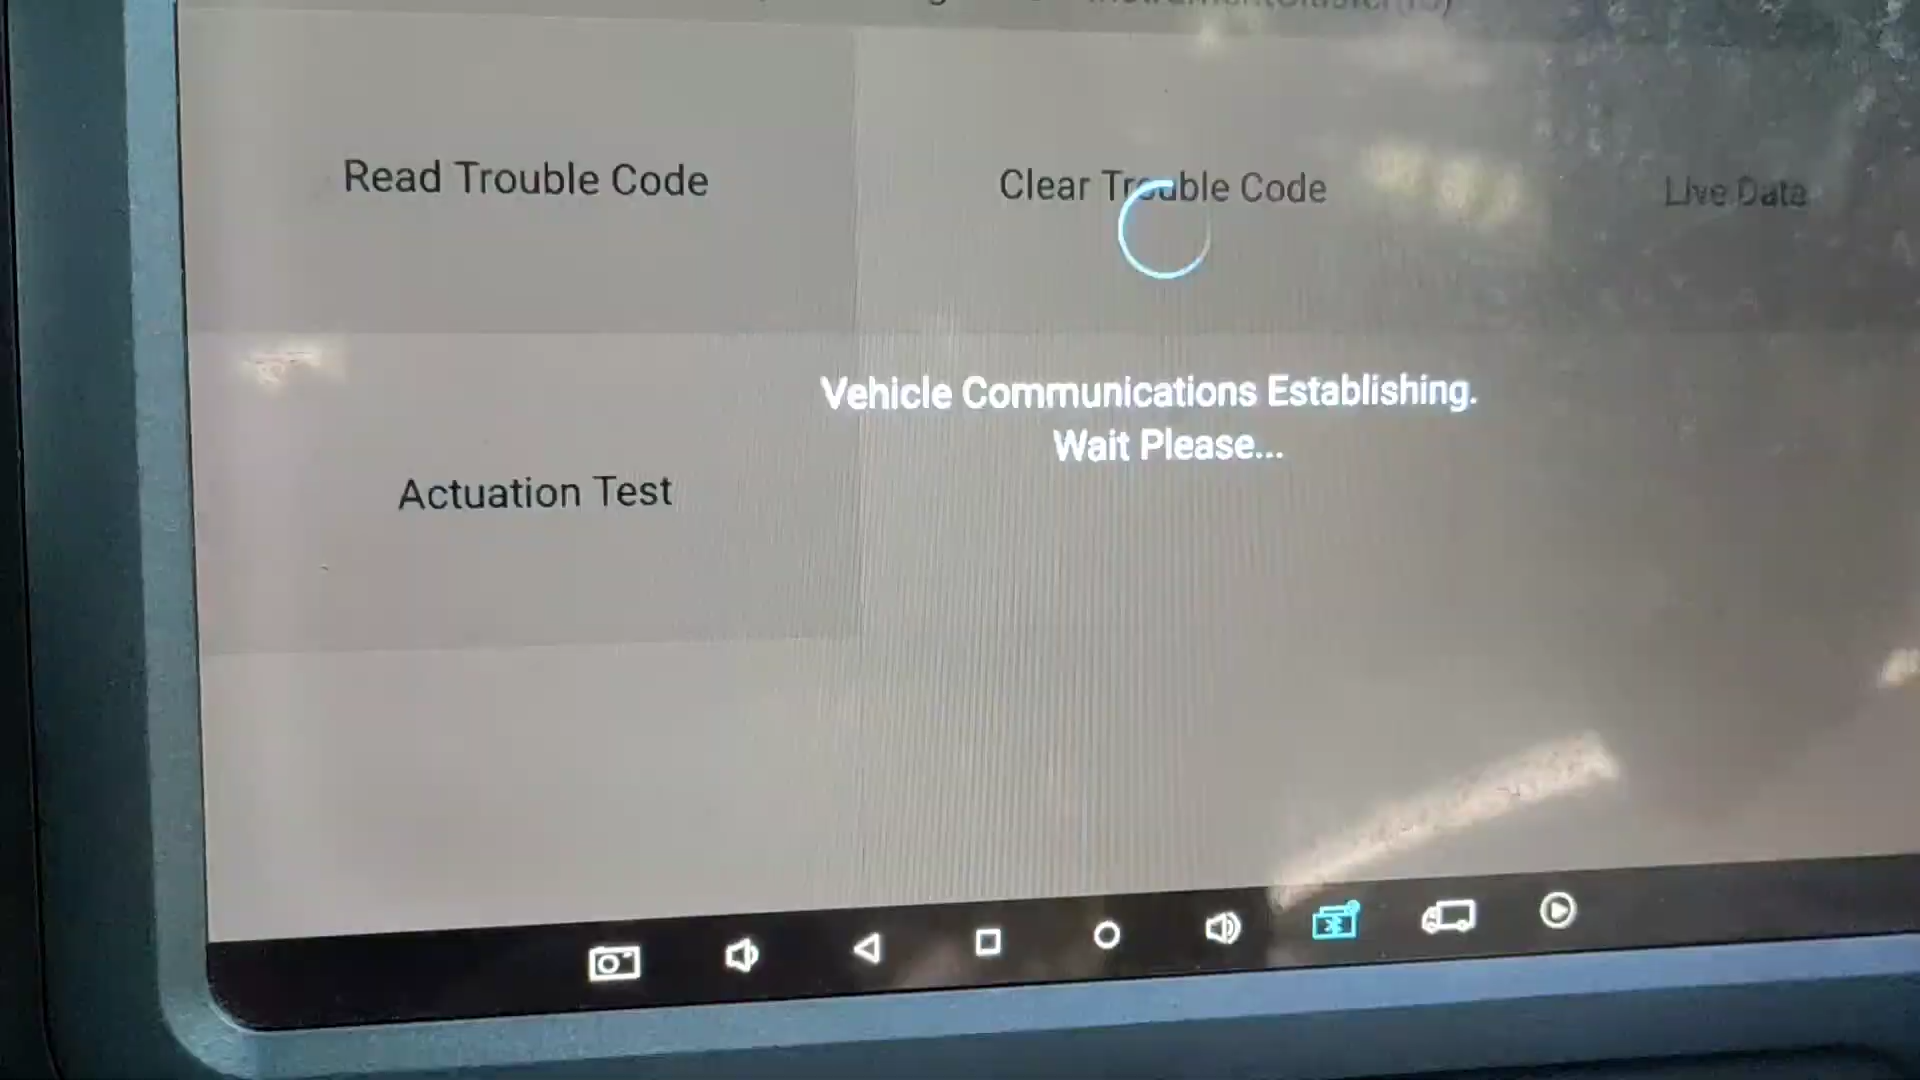 Read Trouble Code
Clear Trouble Code
Live Data
Vehicle Communications Establishing.
Wait Please...
Actuation Test